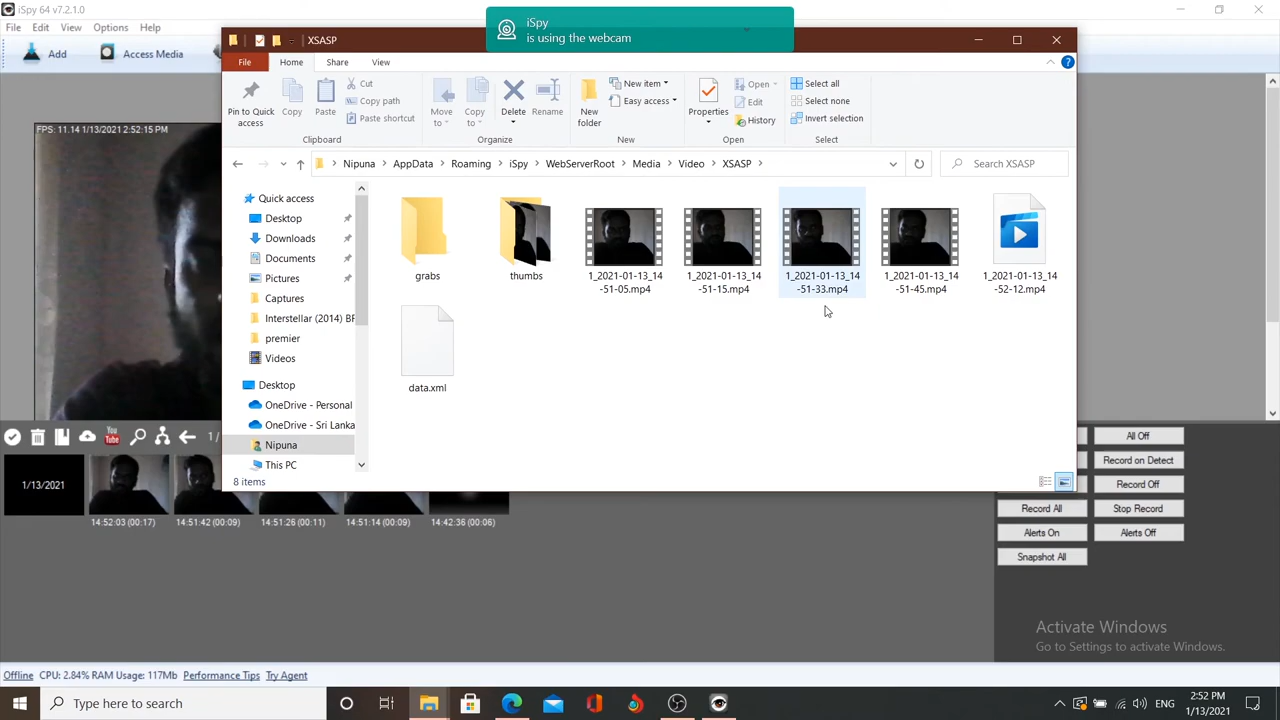 iSpy 64 v7.2.1.0
File Edit View Options Help
Add Access Media
iSpy
is using the webcam
XSASP
File Home Share View
Pin to Quick access
Copy
Paste
Cut
Copy path
Paste shortcut
Clipboard
Move to
Copy to
Delete
Rename
Organize
New folder
New item
Easy access
New
Properties
Open
Edit
History
Open
Select all
Select none
Invert selection
Select
Nipuna AppData Roaming iSpy WebServerRoot Media Video XSASP
Search XSASP
FPS: 11.14 1/13/2021 2:52:15 PM
Quick access
Desktop
Downloads
Documents
Pictures
Captures
Interstellar (2014) BF
premier
Videos
Desktop
OneDrive - Personal
OneDrive - Sri Lanka
Nipuna
This PC
grabs
thumbs
1_2021-01-13_14
-51-05.mp4
1_2021-01-13_14
-51-15.mp4
1_2021-01-13_14
-51-33.mp4
1_2021-01-13_14
-51-45.mp4
1_2021-01-13_14
-52-12.mp4
data.xml
8 items
You Tube
1/
1/13/2021
14:52:03 (00:17) 14:51:42 (00:09) 14:51:26 (00:11) 14:51:14 (00:09) 14:42:36 (00:06)
All Off
Record on Detect
Record Off
Record All Stop Record
Alerts On Alerts Off
Snapshot All
Activate Windows
Go to Settings to activate Windows.
Offline CPU: 2.84% RAM Usage: 117Mb Performance Tips Try Agent
Type here to search
ENG
2:52 PM
1/13/2021